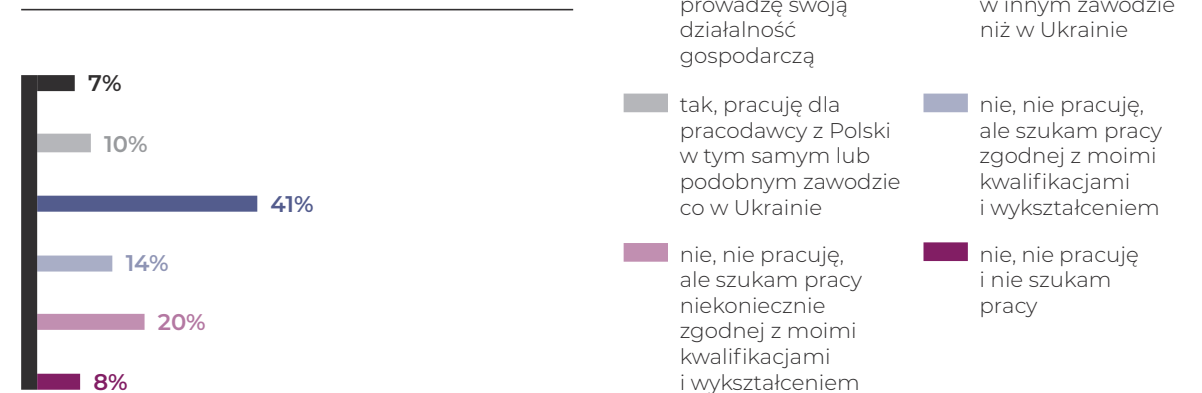 7%
10%
41%
14%
20%
8%
prowadzę swoją
działalność
gospodarczą
w innym zawodzie
niż w Ukrainie
tak, pracuję dla
pracodawcy z Polski
w tym samym lub
podobnym zawodzie
co w Ukrainie
nie, nie pracuję,
ale szukam pracy
zgodnej z moimi
kwalifikacjami
i wykształceniem
nie, nie pracuję,
ale szukam pracy
niekoniecznie
zgodnej z moimi
kwalifikacjami
i wykształceniem
nie, nie pracuję
i nie szukam
pracy